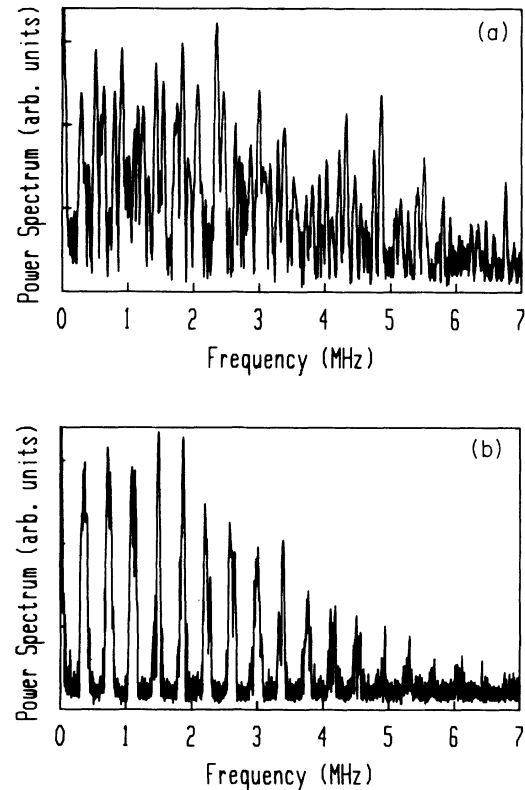 (a)
Power Spectrum (arb. units)
0 1 2 3 4 5 6 7
Frequency (MHz)
(b)
Power Spectrum (arb. units)
0 1 2 3 4 5 6 7
Frequency (MHz)